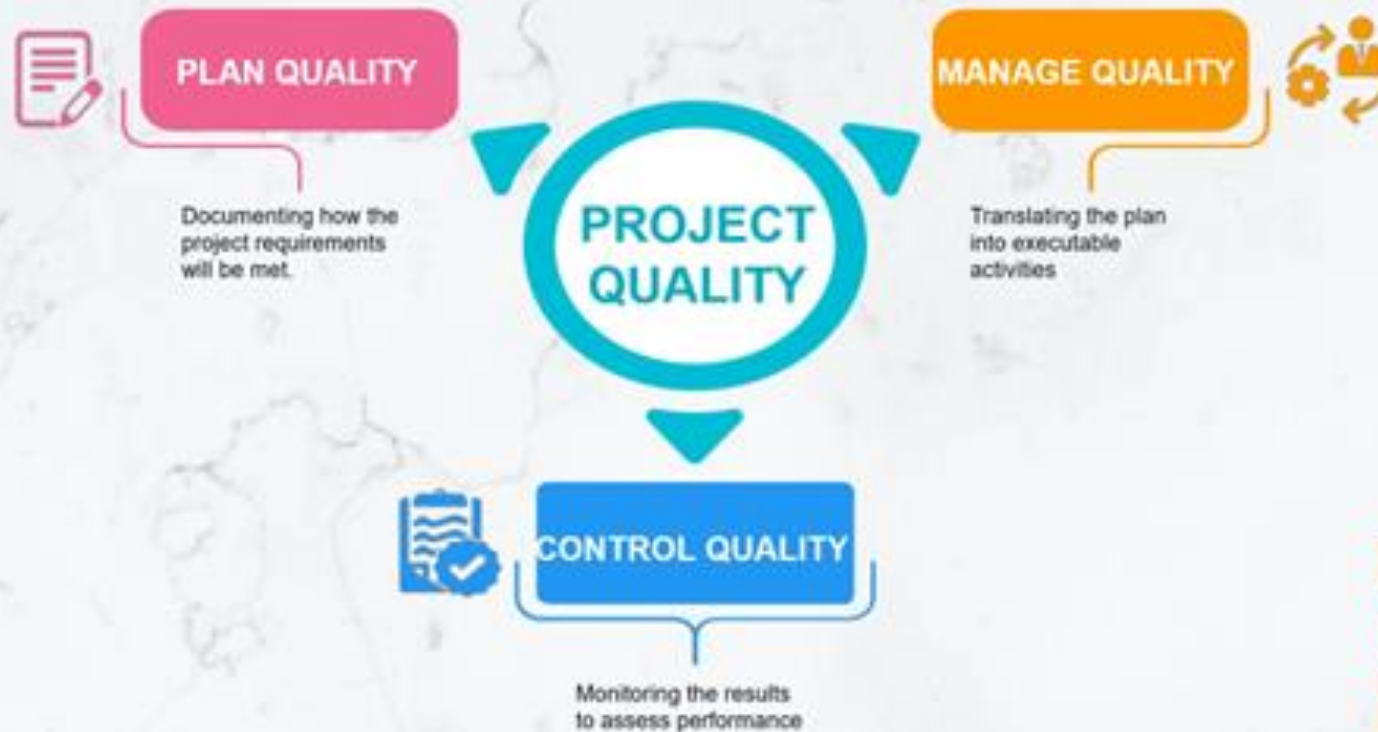 PLAN QUALITY
Documenting how the
project requirements
will be met.
MANAGE QUALITY
Translating the plan
into executable
activities
PROJECT
QUALITY
CONTROL QUALITY
Monitoring the results
to assess performance